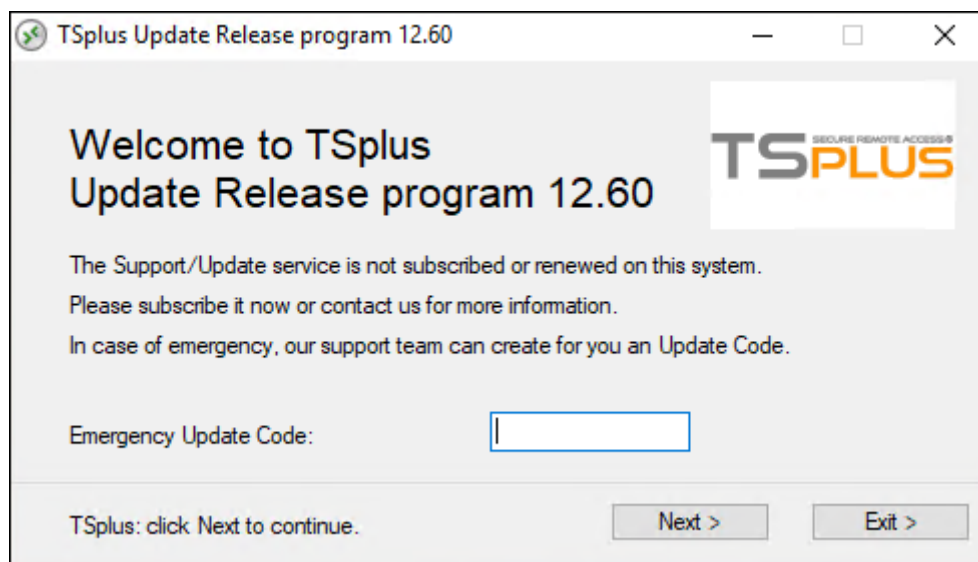 TSplus Update Release program 12.60
Welcome to TSplus
Update Release program 12.60
SECURE REMOTE ACCESS®
TSPLUS
The Support/Update service is not subscribed or renewed on this system.
Please subscribe it now or contact us for more information.
In case of emergency, our support team can create for you an Update Code.
Emergency Update Code:
TSplus: click Next to continue.
Next >
Exit >